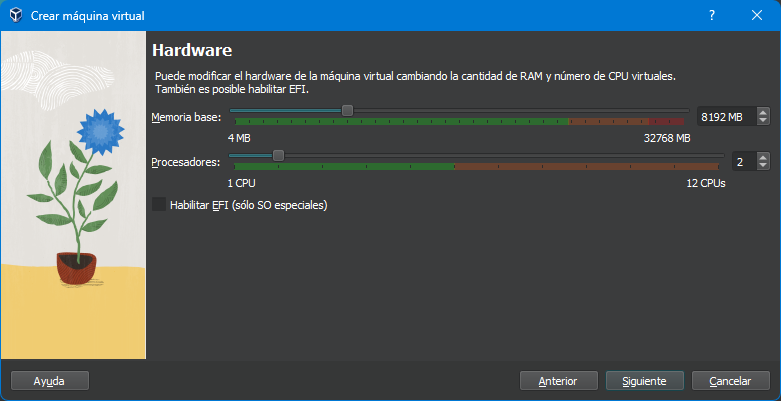 Crear máquina virtual
?
Hardware
Puede modificar el hardware de la máquina virtual cambiando la cantidad de RAM y número de CPU virtuales.
También es posible habilitar EFI.
Memoria base:
8192 MB
4 MB
32768 MB
Procesadores:
2
1 CPU
12 CPUs
Habilitar EFI (sólo SO especiales)
Ayuda
Anterior
Siguiente
Cancelar